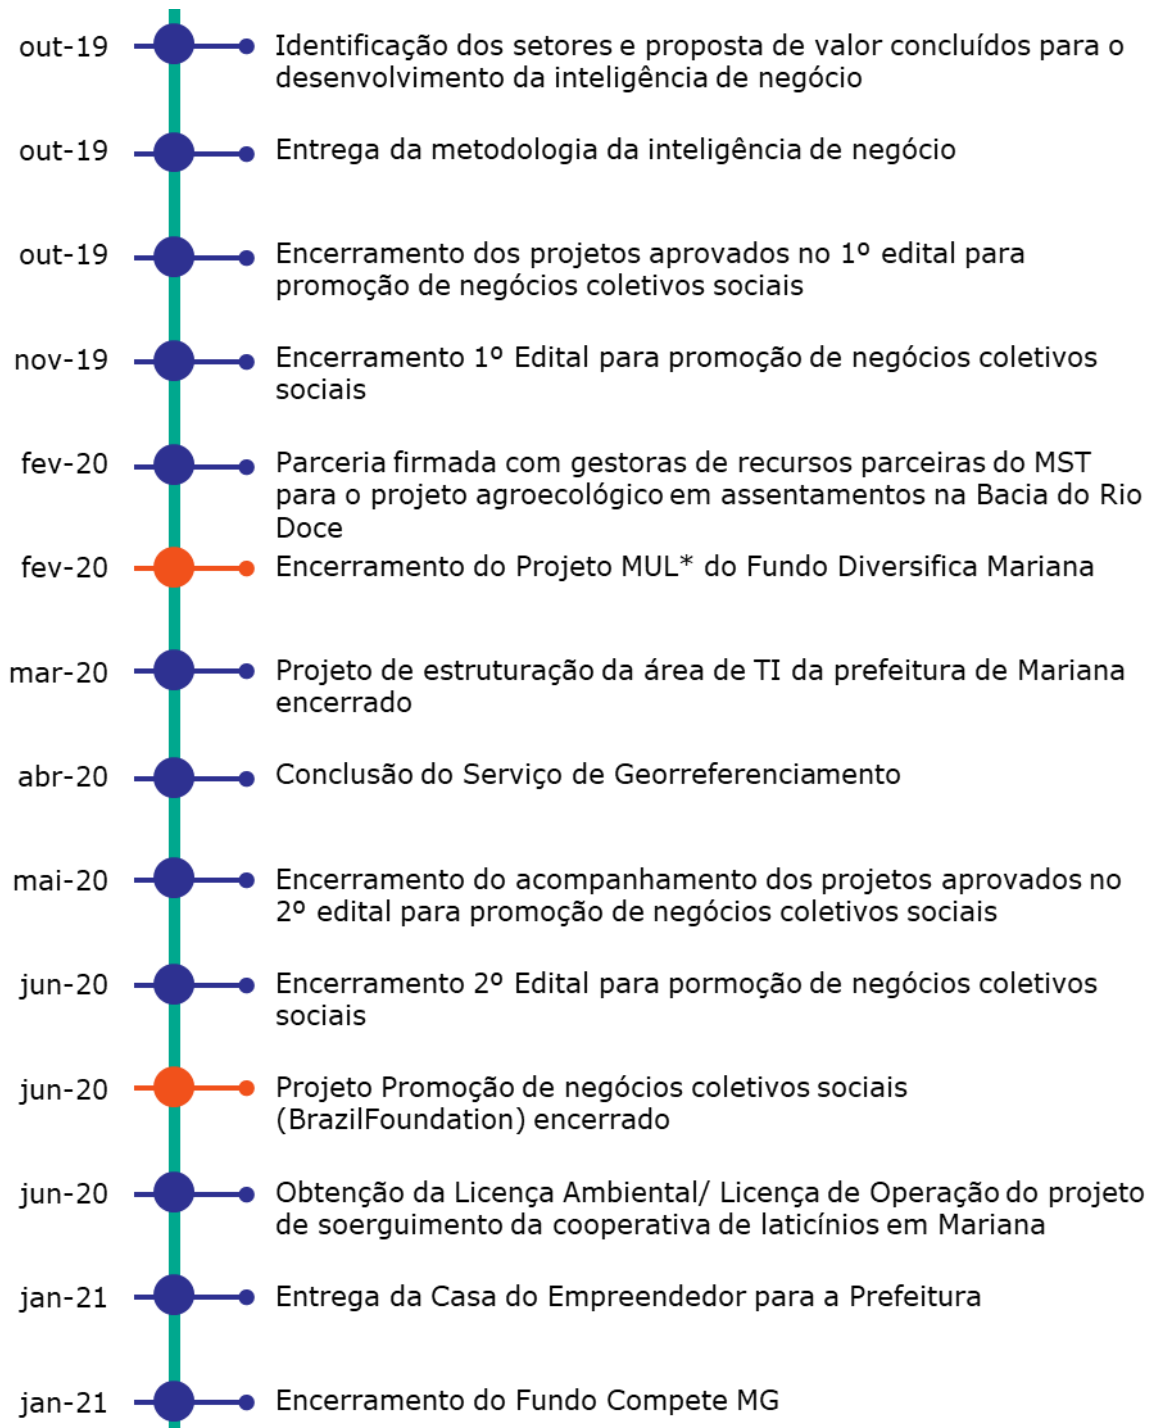 out-19
Identificação dos setores e proposta de valor concluídos para o
desenvolvimento da inteligência de negócio
out-19
Entrega da metodologia da inteligência de negócio
out-19
Encerramento dos projetos aprovados no 1º edital para
promoção de negócios coletivos sociais
nov-19
Encerramento 1º Edital para promoção de negócios coletivos
sociais
fev-20
Parceria firmada com gestoras de recursos parceiras do MST
para o projeto agroecológico em assentamentos na Bacia do Rio
Doce
fev-20
Encerramento do Projeto MUL* do Fundo Diversifica Mariana
mar-20
Projeto de estruturação da área de TI da prefeitura de Mariana
encerrado
abr-20
Conclusão do Serviço de Georreferenciamento
mai-20
Encerramento do acompanhamento dos projetos aprovados no
2º edital para promoção de negócios coletivos sociais
jun-20
Encerramento 2º Edital para pormoção de negócios coletivos
sociais
jun-20
Projeto Promoção de negócios coletivos sociais
(BrazilFoundation) encerrado
jun-20
Obtenção da Licença Ambiental/ Licença de Operação do projeto
de soerguimento da cooperativa de laticínios em Mariana
jan-21
Entrega da Casa do Empreendedor para a Prefeitura
jan-21
Encerramento do Fundo Compete MG